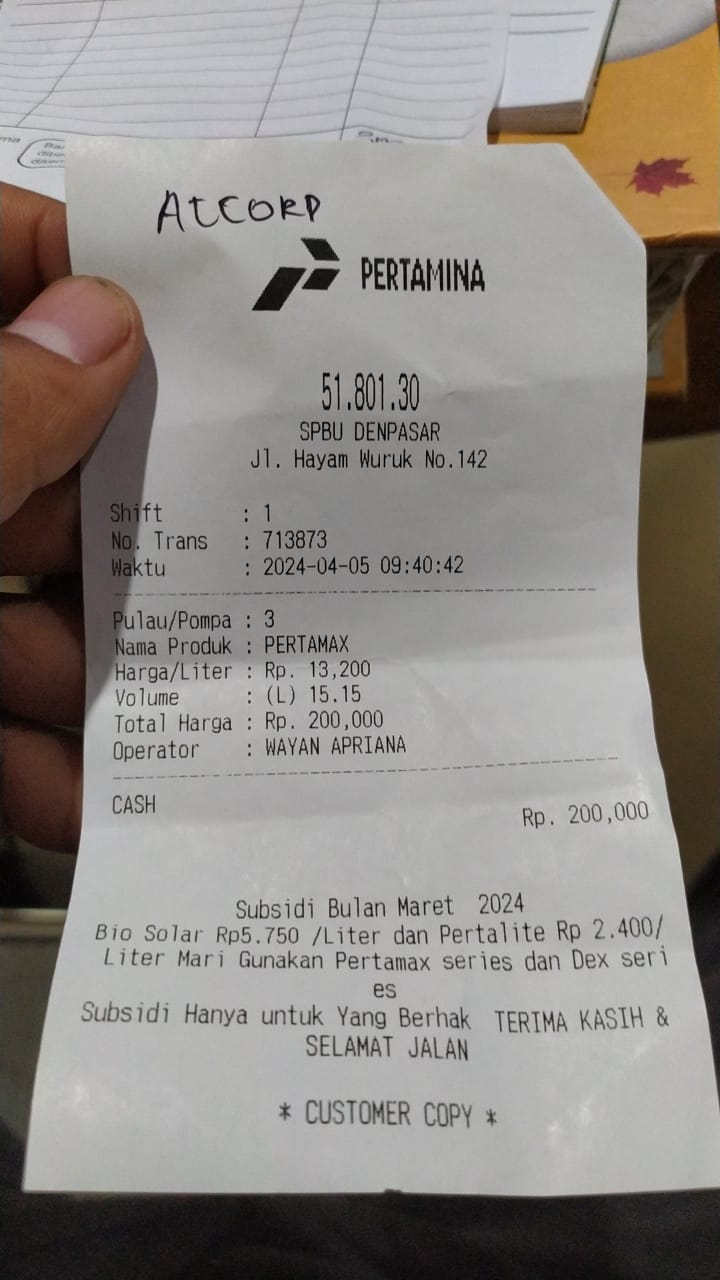 AtCORP
PERTAMINA
51.801.30
SPBU DENPASAR
Jl. Hayam Wuruk No.142
Shift : 1
No. Trans : 713873
Waktu : 2024-04-05 09:40:42
Pulau/Pompa : 3
Nama Produk : PERTAMAX
Harga/Liter : Rp. 13,200
Volume : (L) 15.15
Total Harga : Rp. 200,000
Operator : WAYAN APRIANA
CASH Rp. 200,000
Subsidi Bulan Maret 2024
Bio Solar Rp5.750 /Liter dan Pertalite Rp 2.400/
Liter Mari Gunakan Pertamax series dan Dex seri
es
Subsidi Hanya untuk Yang Berhak TERIMA KASIH &
SELAMAT JALAN
* CUSTOMER COPY *